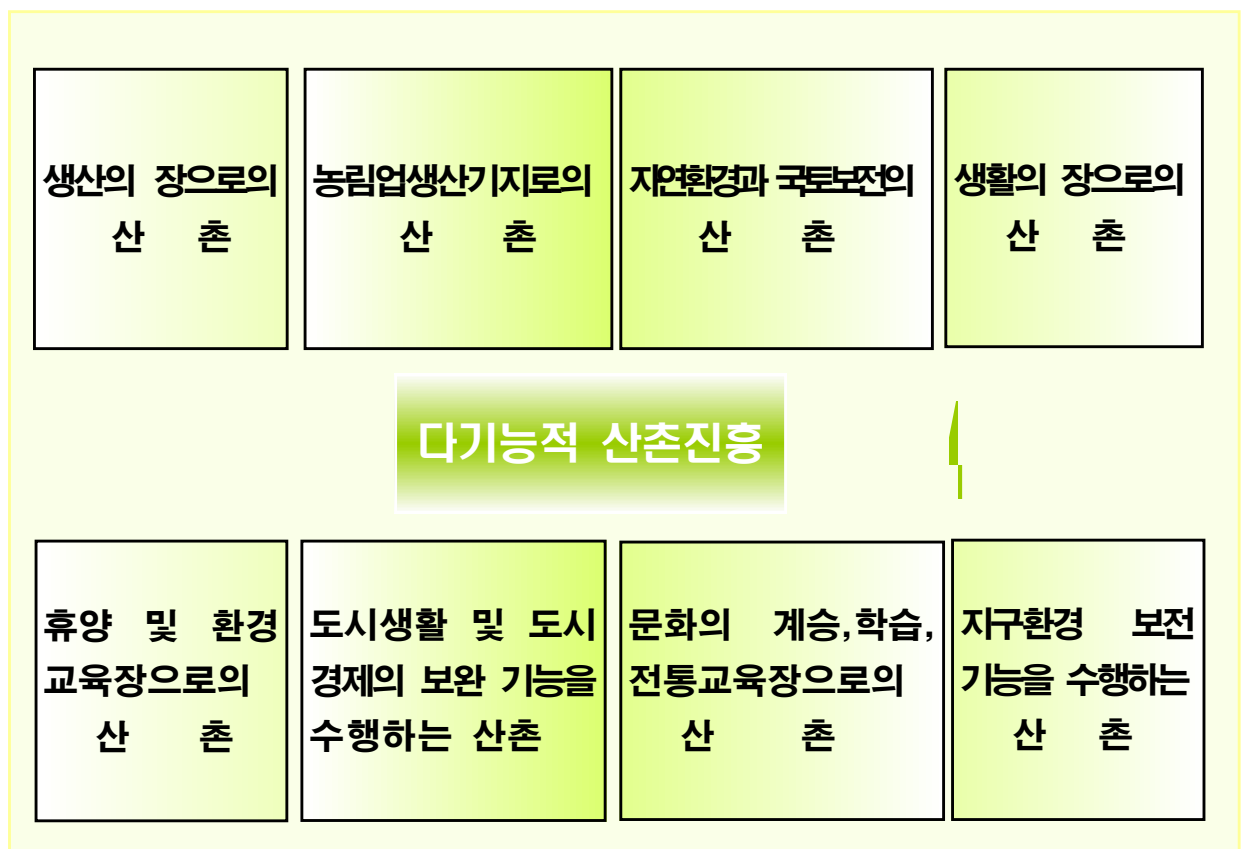 생산의 장으로의
산 촌
농림업생산기지로의
산 촌
자연환경과 국토보전의
산 촌
생활의 장으로의
산 촌
다기능적 산촌진흥
휴양 및 환경
교육장으로의
산 촌
도시생활 및 도시
경제의 보완 기능을
수행하는 산촌
문화의 계승,학습,
전통교육장으로의
산 촌
지구환경 보전
기능을 수행하는
산 촌